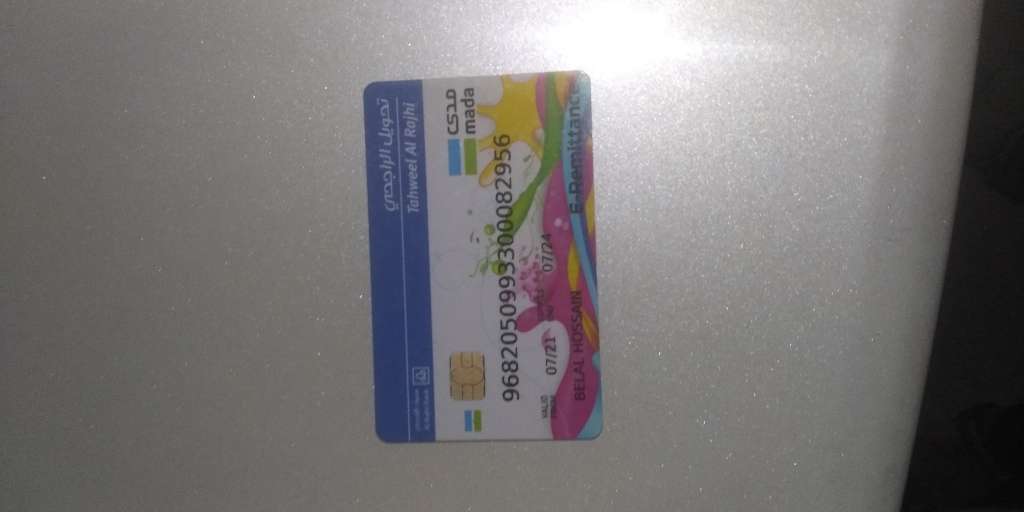 تحويل الراجحي
Tahweel Al Rajhi
مدى
mada
VALID
FROM 07/21 07/24
BELAL HOSSAIN
E-Remittance